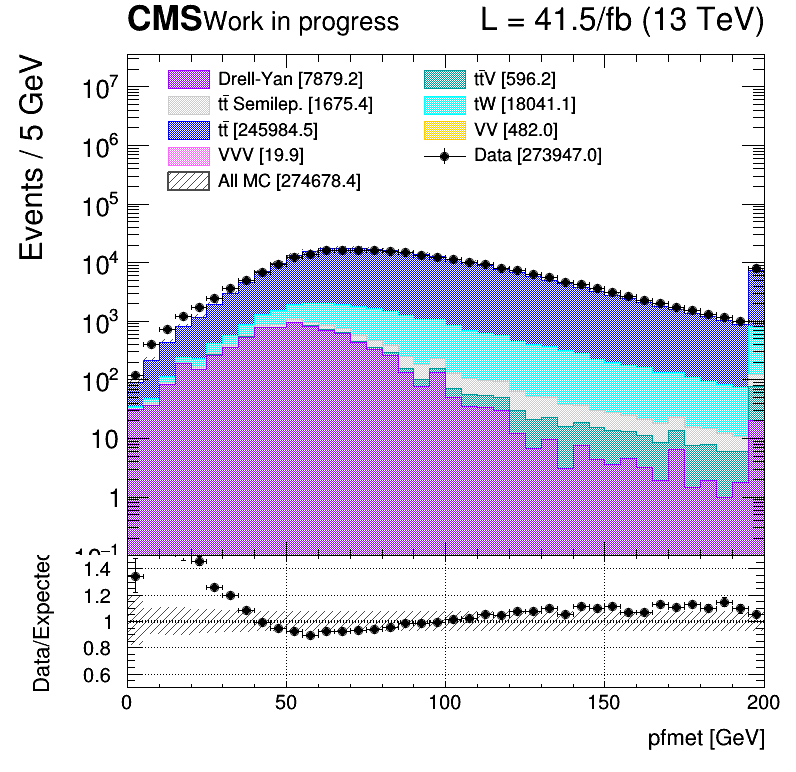 CMS Work in progress L = 41.5/fb (13 TeV)
Events / 5 GeV
Drell-Yan [7879.2]
tt̄V [596.2]
tt̄ Semilep. [1675.4]
tW [18041.1]
tt̄ [245984.5]
VV [482.0]
VVV [19.9]
Data [273947.0]
All MC [274678.4]
10⁷
10⁶
10⁵
10⁴
10³
10²
10
1
10⁻¹
Data/Expected
1.4
1.2
1
0.8
0.6
0 50 100 150 200
pfmet [GeV]